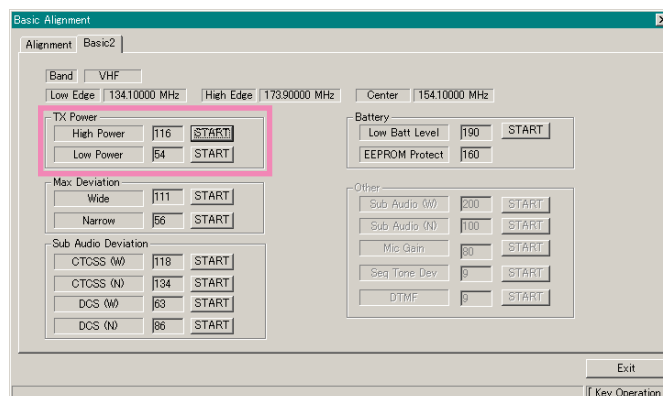 Basic Alignment
Alignment Basic2
Band VHF
Low Edge 134.10000 MHz High Edge 173.90000 MHz Center 154.10000 MHz
TX Power
High Power 116 START
Low Power 54 START
Battery
Low Batt Level 190 START
EEPROM Protect 160
Max Deviation
Wide 111 START
Narrow 56 START
Sub Audio Deviation
CTCSS (W) 118 START
CTCSS (N) 134 START
DCS (W) 63 START
DCS (N) 86 START
Other
Sub Audio (W) 200 START
Sub Audio (N) 100 START
Mic Gain 80 START
Seq Tone Dev 9 START
DTMF 9 START
Exit
[ Key Operation